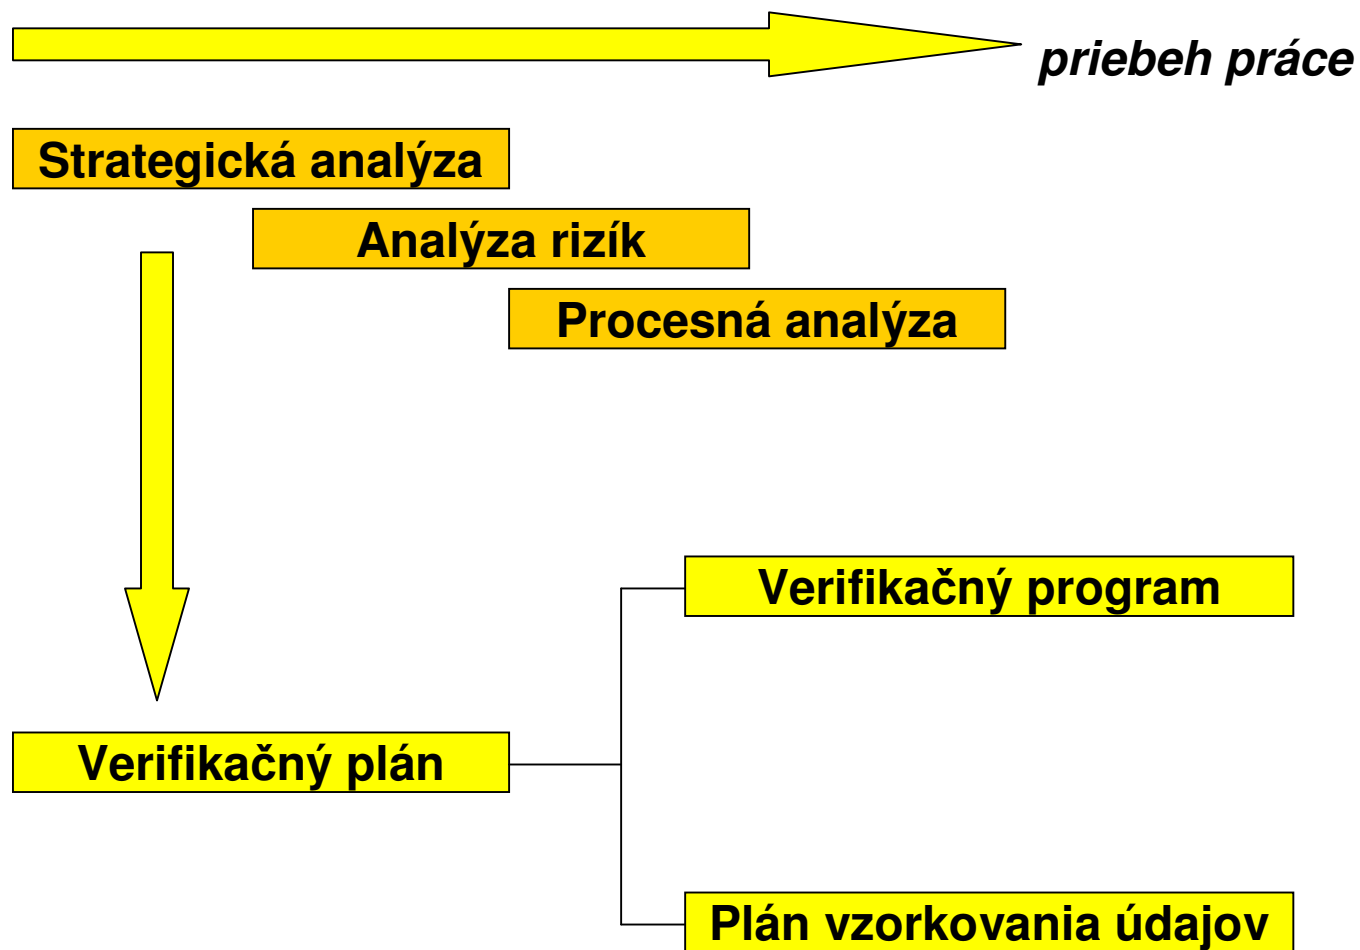 priebeh práce
Strategická analýza
Analýza rizík
Procesná analýza
Verifikačný program
Verifikačný plán
Plán vzorkovania údajov